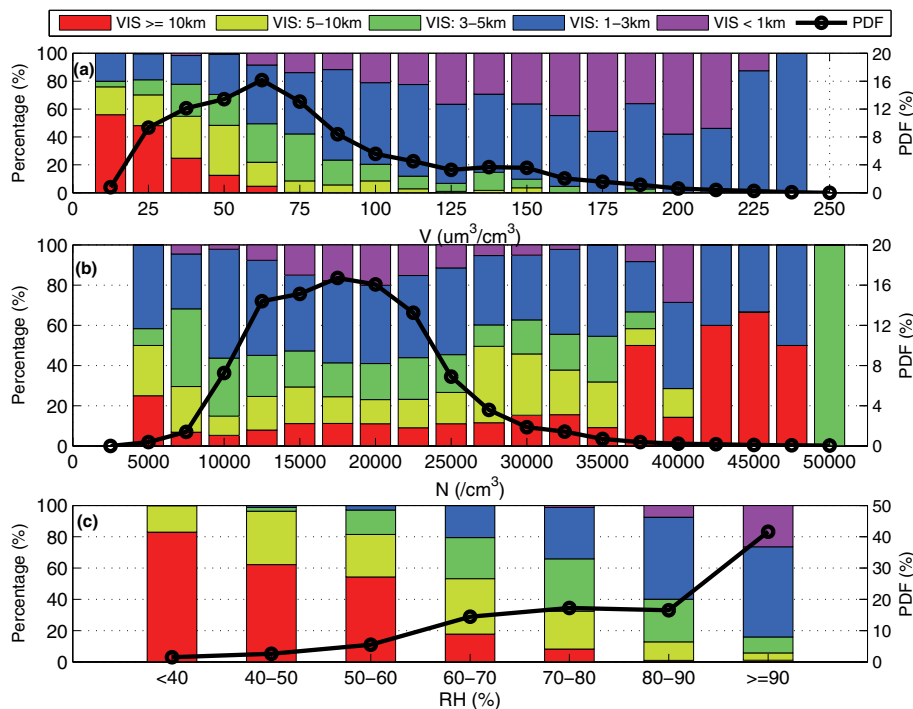 VIS >= 10km VIS: 5−10km VIS: 3−5km VIS: 1−3km VIS < 1km PDF
(a)
Percentage (%)
100
80
60
40
20
0
20
16
12
8
4
0
PDF (%)
25 50 75 100 125 150 175 200 225 250
V (um³/cm³)
(b)
Percentage (%)
100
80
60
40
20
0
20
16
12
8
4
0
PDF (%)
5000 10000 15000 20000 25000 30000 35000 40000 45000 50000
N (/cm³)
(c)
Percentage (%)
100
80
60
40
20
0
50
40
30
20
10
0
PDF (%)
<40 40−50 50−60 60−70 70−80 80−90 >=90
RH (%)